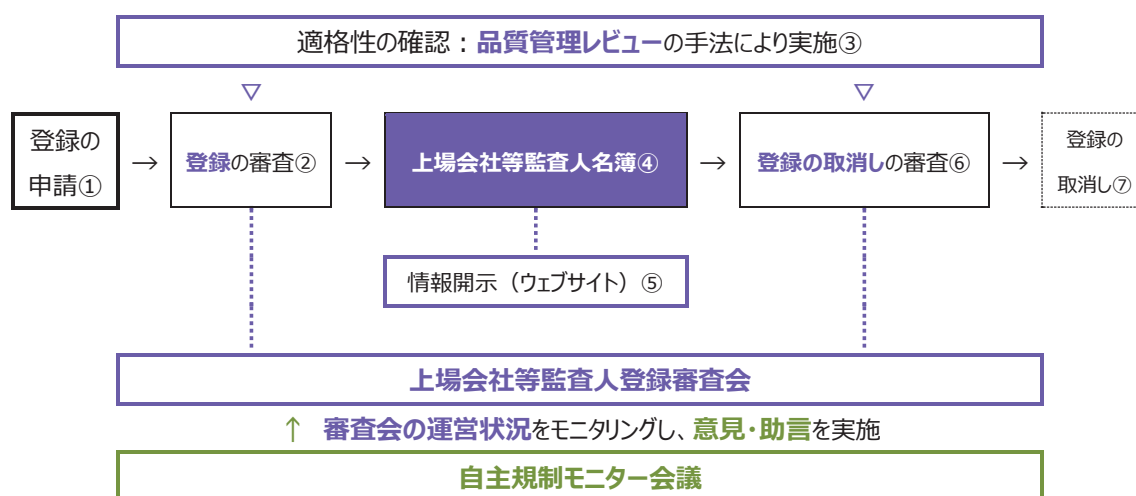 適格性の確認：品質管理レビューの手法により実施③
▽ ▽
登録の
申請①
→
登録の審査②
→
上場会社等監査人名簿④
→
登録の取消しの審査⑥
→
登録の
取消し⑦
情報開示（ウェブサイト）⑤
上場会社等監査人登録審査会
↑ 審査会の運営状況をモニタリングし、意見・助言を実施
自主規制モニター会議